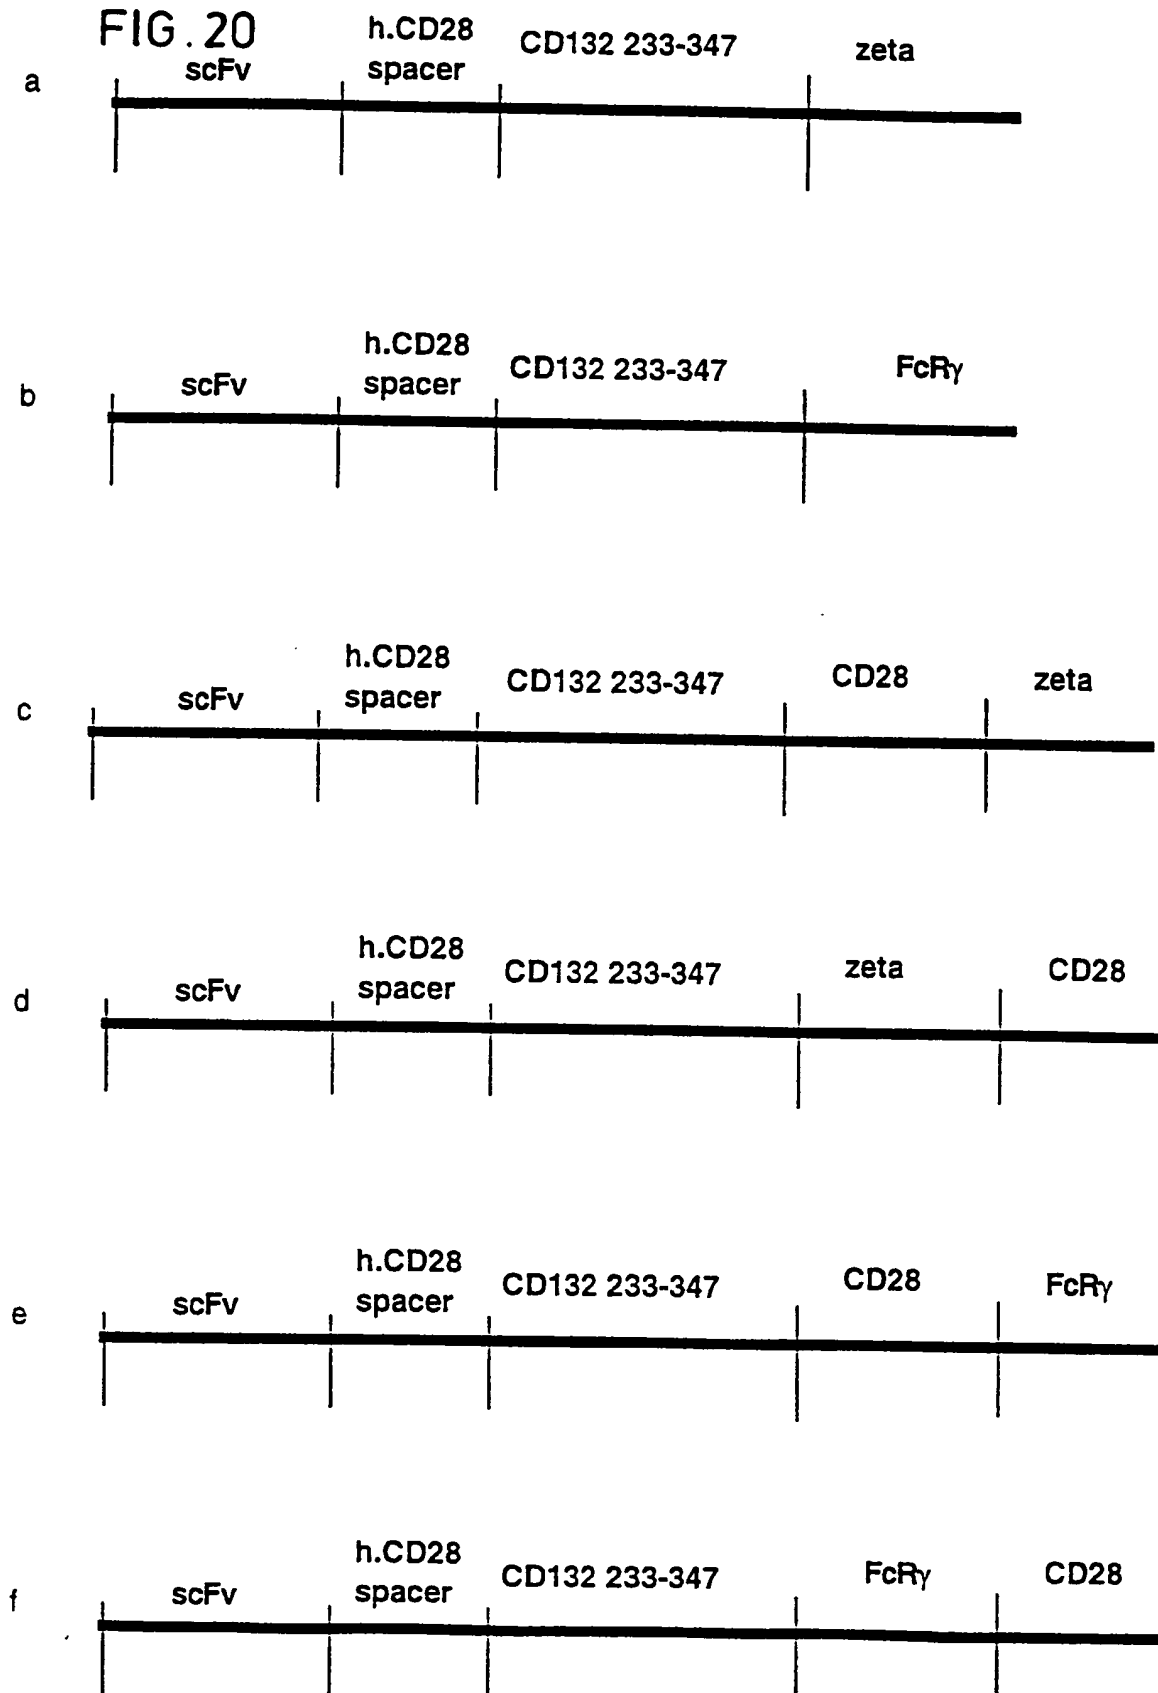 FIG. 20
a
scFv
h.CD28
spacer
CD132 233-347
zeta
b
scFv
h.CD28
spacer
CD132 233-347
FcRγ
c
scFv
h.CD28
spacer
CD132 233-347
CD28
zeta
d
scFv
h.CD28
spacer
CD132 233-347
zeta
CD28
e
scFv
h.CD28
spacer
CD132 233-347
CD28
FcRγ
f
scFv
h.CD28
spacer
CD132 233-347
FcRγ
CD28